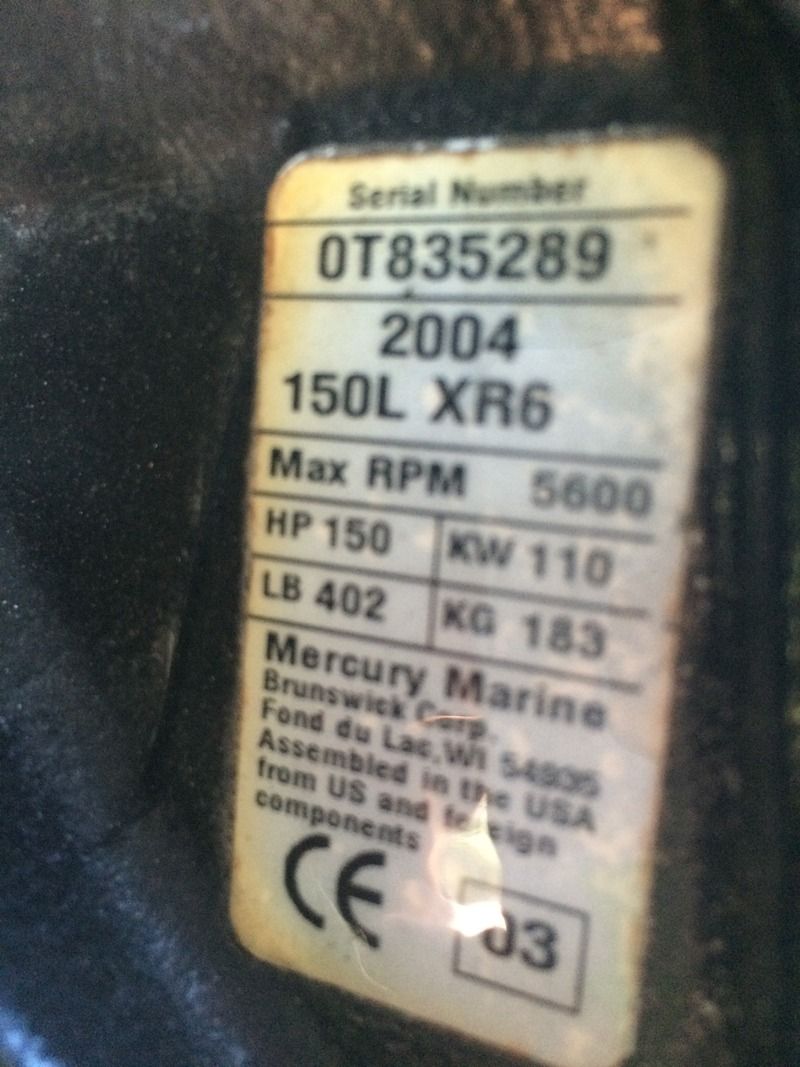 Serial Number
0T835289
2004
150L XR6
Max RPM 5600
HP 150 KW 110
LB 402 KG 183
Mercury Marine
Brunswick Corp.
Fond du Lac, WI 54935
Assembled in the USA
from US and foreign
components
CE
03